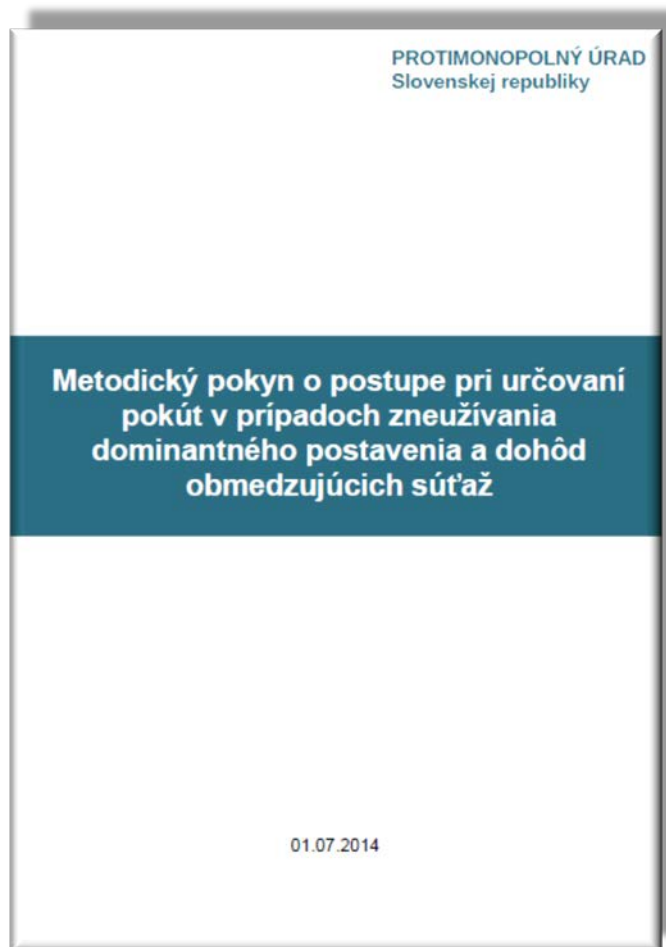 PROTIMONOPOLNÝ ÚRAD
Slovenskej republiky
Metodický pokyn o postupe pri určovaní
pokút v prípadoch zneužívania
dominantného postavenia a dohôd
obmedzujúcich súťaž
01.07.2014